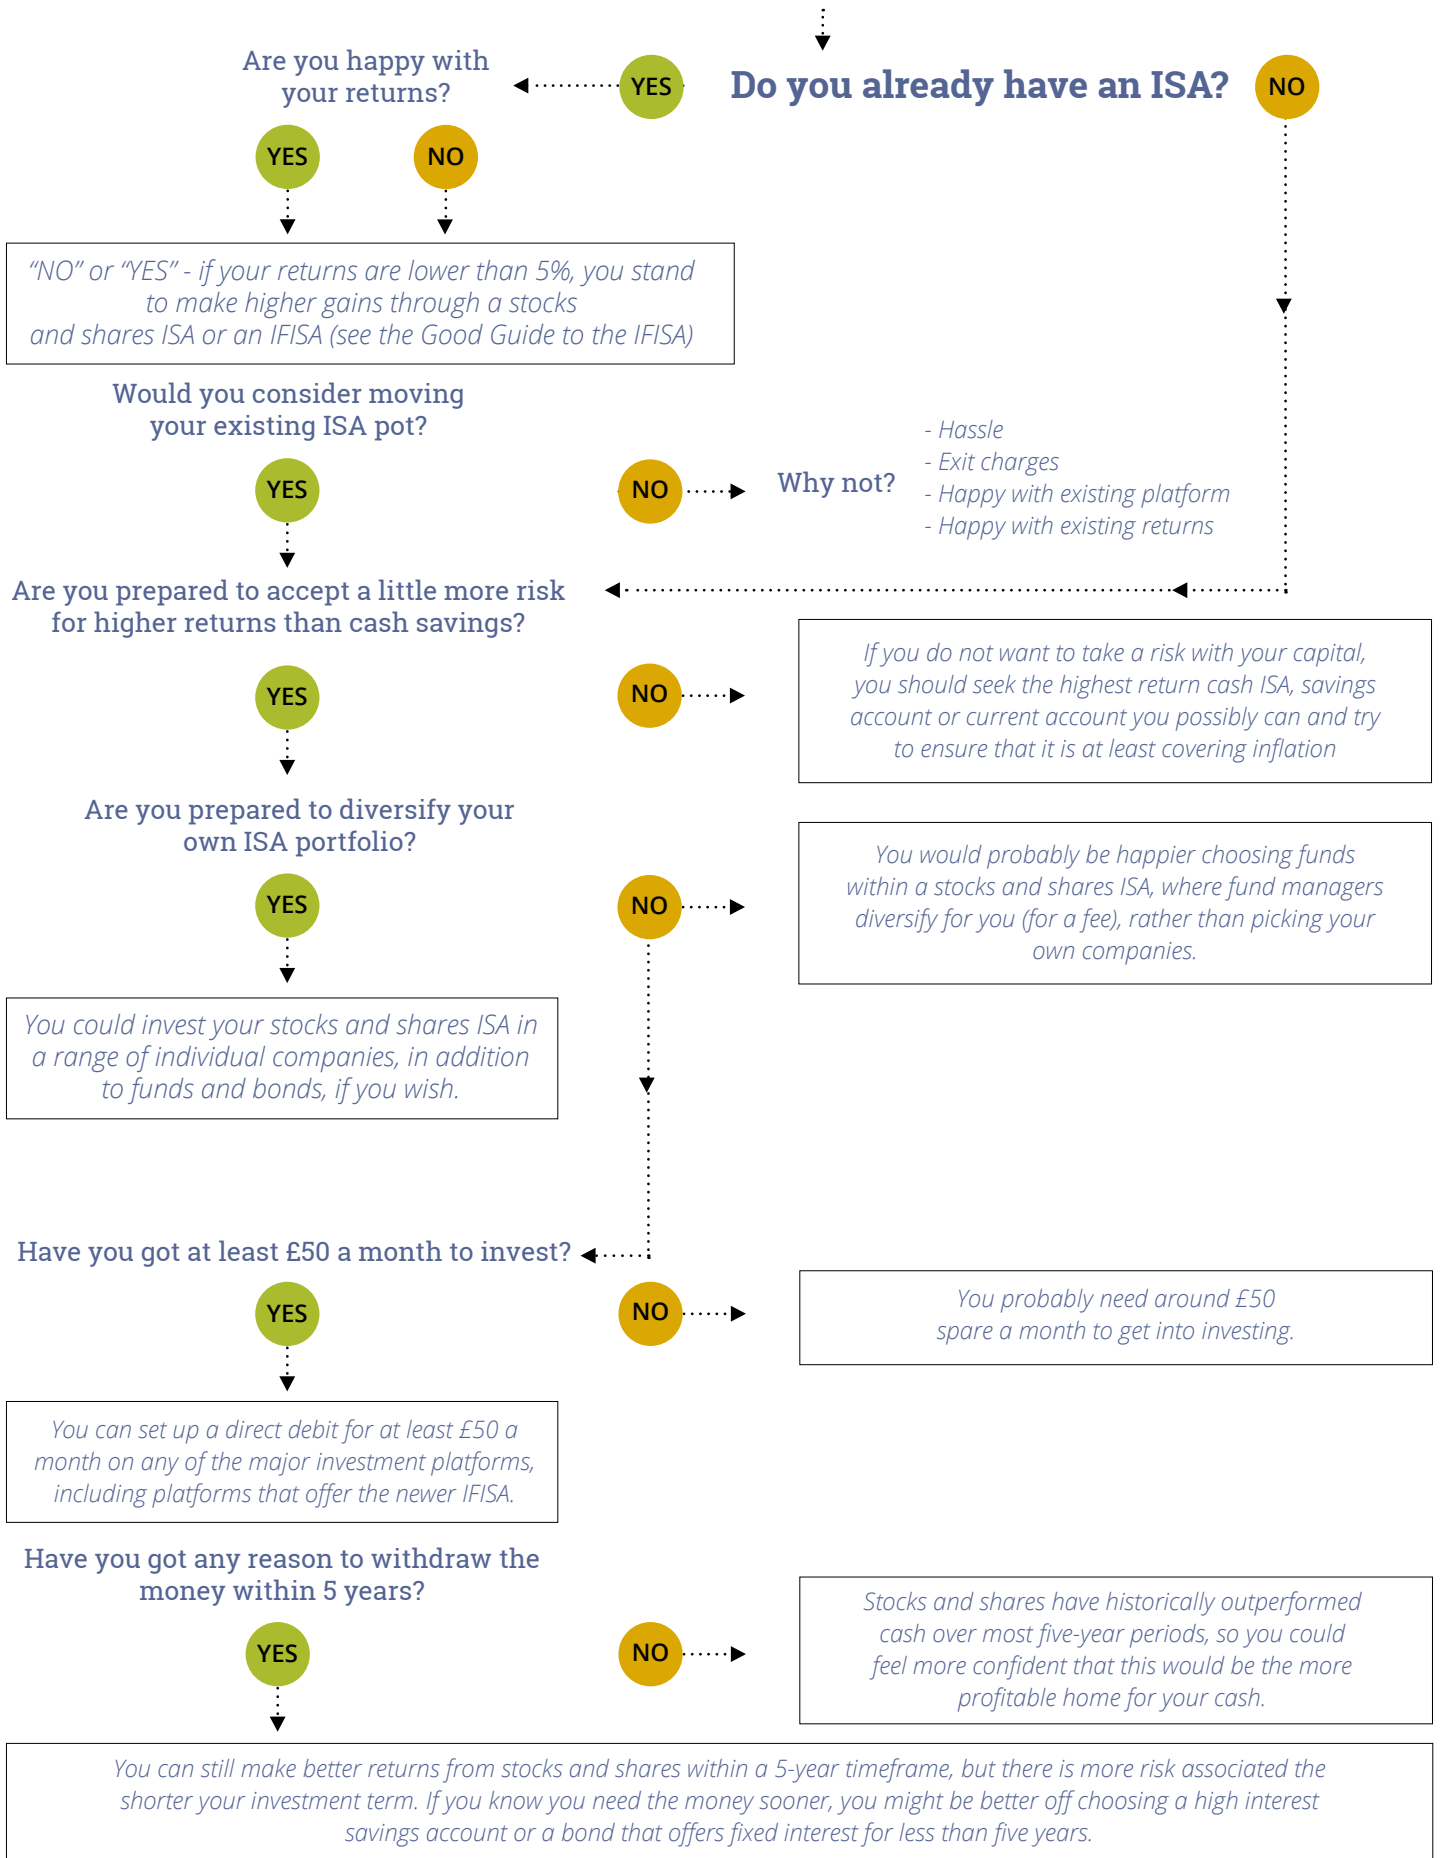 Do you already have an ISA?
YES
NO
Are you happy with
your returns?
YES
NO
“NO” or “YES” - if your returns are lower than 5%, you stand
to make higher gains through a stocks
and shares ISA or an IFISA (see the Good Guide to the IFISA)
Would you consider moving
your existing ISA pot?
YES
NO
Why not?
- Hassle
- Exit charges
- Happy with existing platform
- Happy with existing returns
Are you prepared to accept a little more risk
for higher returns than cash savings?
YES
NO
If you do not want to take a risk with your capital,
you should seek the highest return cash ISA, savings
account or current account you possibly can and try
to ensure that it is at least covering inflation
Are you prepared to diversify your
own ISA portfolio?
YES
NO
You would probably be happier choosing funds
within a stocks and shares ISA, where fund managers
diversify for you (for a fee), rather than picking your
own companies.
You could invest your stocks and shares ISA in
a range of individual companies, in addition
to funds and bonds, if you wish.
Have you got at least £50 a month to invest?
YES
NO
You probably need around £50
spare a month to get into investing.
You can set up a direct debit for at least £50 a
month on any of the major investment platforms,
including platforms that offer the newer IFISA.
Have you got any reason to withdraw the
money within 5 years?
YES
NO
Stocks and shares have historically outperformed
cash over most five-year periods, so you could
feel more confident that this would be the more
profitable home for your cash.
You can still make better returns from stocks and shares within a 5-year timeframe, but there is more risk associated the
shorter your investment term. If you know you need the money sooner, you might be better off choosing a high interest
savings account or a bond that offers fixed interest for less than five years.